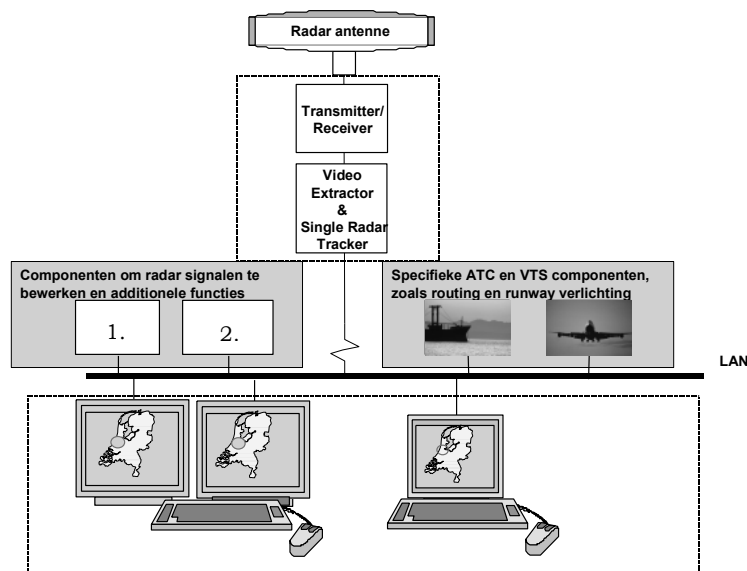 Radar antenne
Transmitter/
Receiver
Video
Extractor
&
Single Radar
Tracker
Componenten om radar signalen te
bewerken en additionele functies
1.
2.
Specifieke ATC en VTS componenten,
zoals routing en runway verlichting
LAN